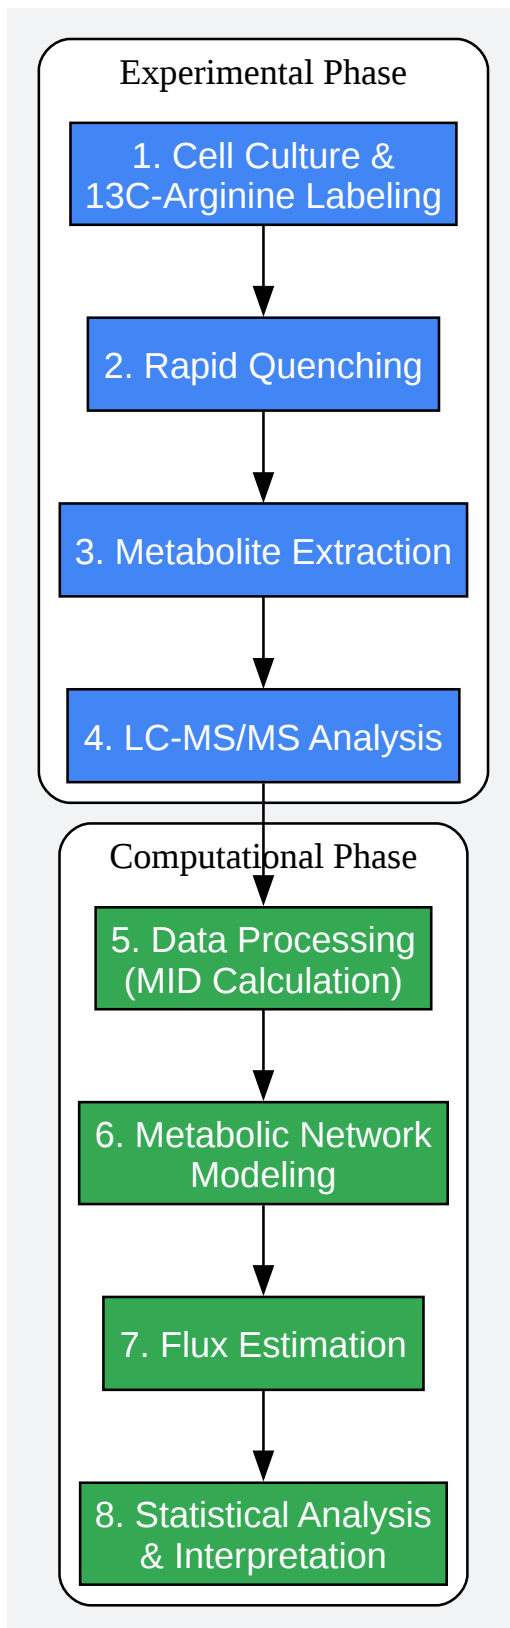 Experimental Phase
1. Cell Culture &
13C-Arginine Labeling
2. Rapid Quenching
3. Metabolite Extraction
4. LC-MS/MS Analysis
Computational Phase
5. Data Processing
(MID Calculation)
6. Metabolic Network
Modeling
7. Flux Estimation
8. Statistical Analysis
& Interpretation